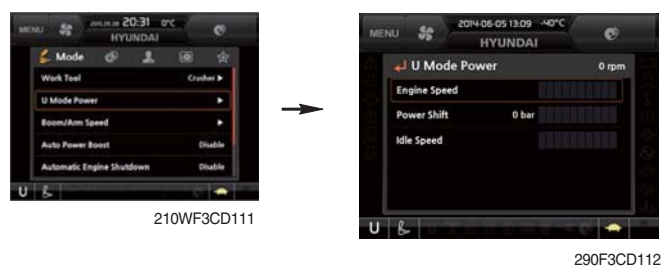 MENU 20:31 0°C
HYUNDAI
Mode
Work Tool Crusher ►
U Mode Power ►
Boom/Arm Speed ►
Auto Power Boost Disable
Automatic Engine Shutdown Disable
U
210WF3CD111
MENU 2014-06-05 13:09 -40°C
HYUNDAI
U Mode Power 0 rpm
Engine Speed
Power Shift 0 bar
Idle Speed
U
290F3CD112